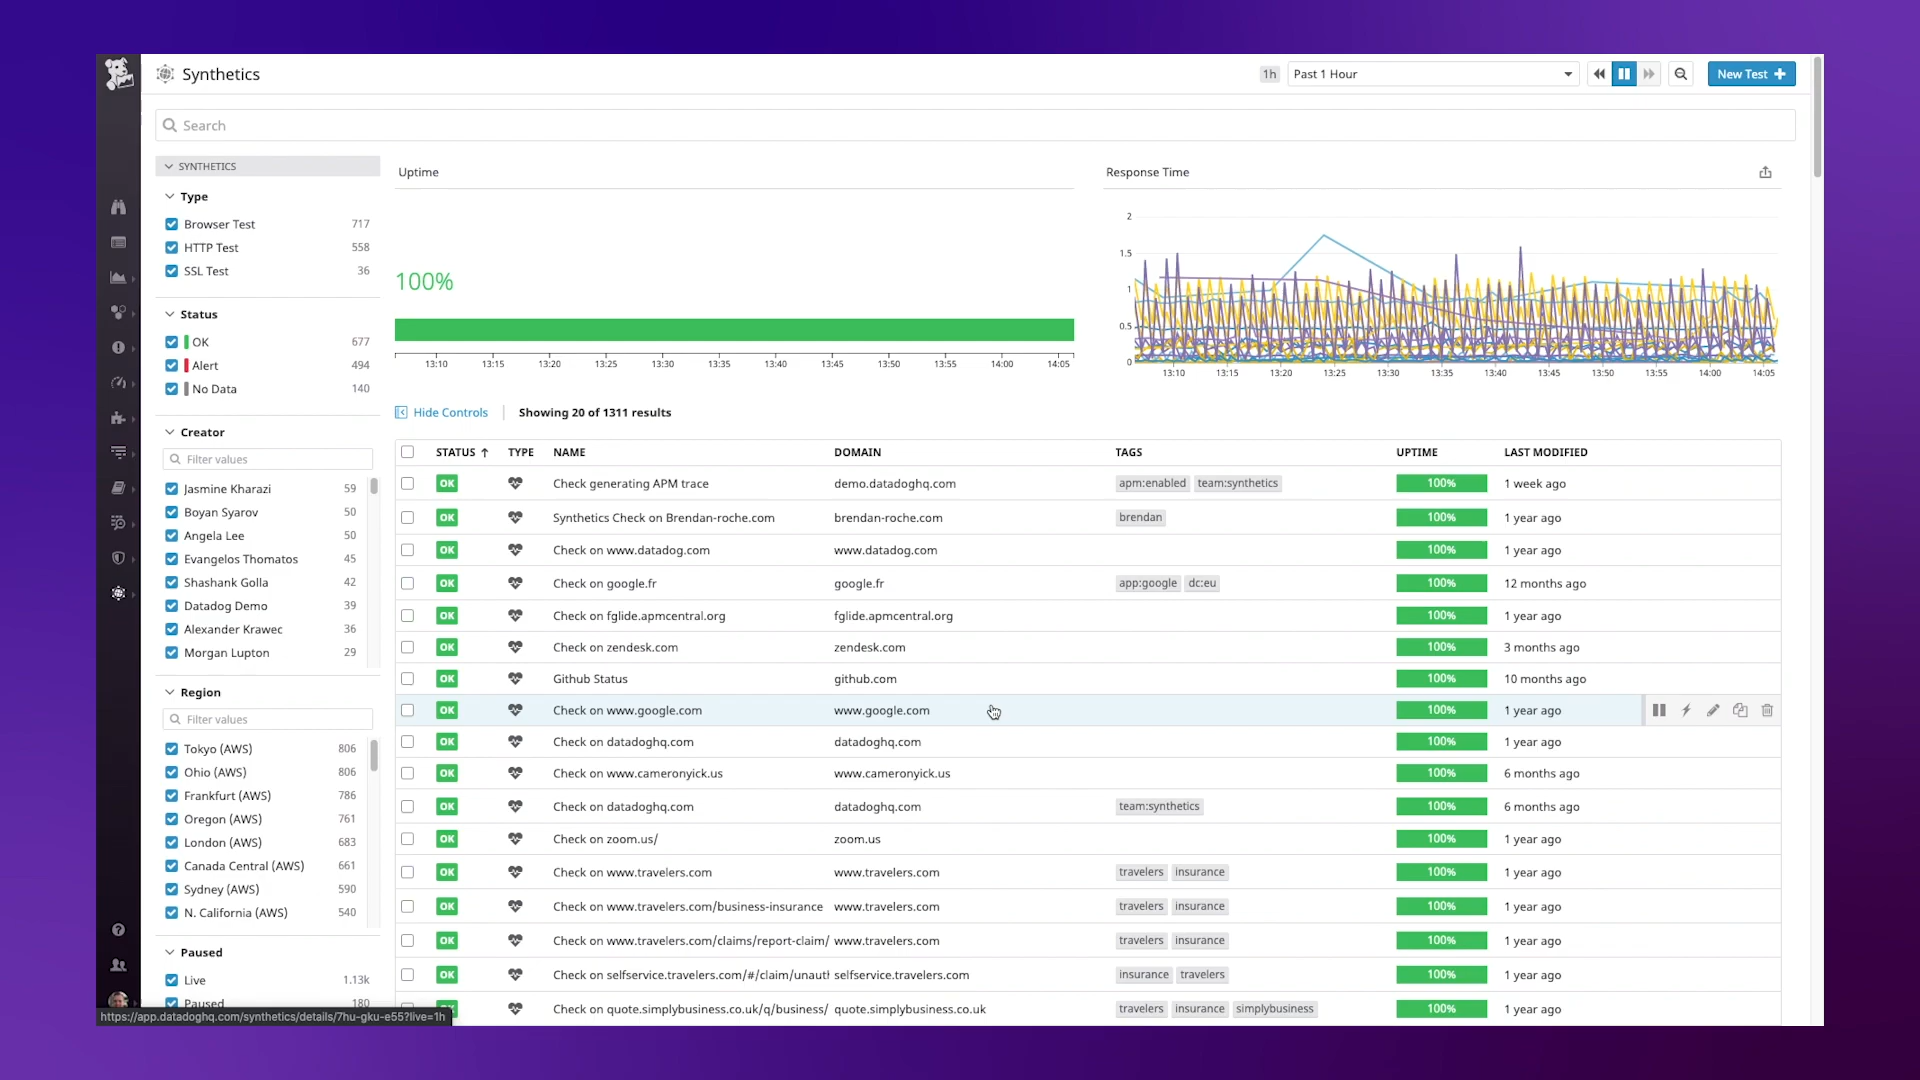 Synthetics
1h Past 1 Hour
New Test +
Search
SYNTHETICS
Type
Browser Test 717
HTTP Test 558
SSL Test 36
Status
OK 677
Alert 494
No Data 140
Creator
Filter values
Jasmine Kharazi 59
Boyan Syarov 50
Angela Lee 50
Evangelos Thomatos 45
Shashank Golla 42
Datadog Demo 39
Alexander Krawec 36
Morgan Lupton 29
Region
Filter values
Tokyo (AWS) 806
Ohio (AWS) 806
Frankfurt (AWS) 786
Oregon (AWS) 761
London (AWS) 683
Canada Central (AWS) 661
Sydney (AWS) 590
N. California (AWS) 540
Paused
Live 1.13k
Paused 180
https://app.datadoghq.com/synthetics/details/7hu-gku-e55?live=1h
Uptime
100%
13:10 13:15 13:20 13:25 13:30 13:35 13:40 13:45 13:50 13:55 14:00 14:05
Response Time
2
1.5
1
0.5
0
13:10 13:15 13:20 13:25 13:30 13:35 13:40 13:45 13:50 13:55 14:00 14:05
Hide Controls Showing 20 of 1311 results
STATUS ↑ TYPE NAME DOMAIN TAGS UPTIME LAST MODIFIED
OK Check generating APM trace demo.datadoghq.com apm:enabled team:synthetics 100% 1 week ago
OK Synthetics Check on Brendan-roche.com brendan-roche.com brendan 100% 1 year ago
OK Check on www.datadog.com www.datadog.com 100% 1 year ago
OK Check on google.fr google.fr app:google dc:eu 100% 12 months ago
OK Check on fglide.apmcentral.org fglide.apmcentral.org 100% 1 year ago
OK Check on zendesk.com zendesk.com 100% 3 months ago
OK Github Status github.com 100% 10 months ago
OK Check on www.google.com www.google.com 100% 1 year ago
OK Check on datadoghq.com datadoghq.com 100% 1 year ago
OK Check on www.cameronyick.us www.cameronyick.us 100% 6 months ago
OK Check on datadoghq.com datadoghq.com team:synthetics 100% 6 months ago
OK Check on zoom.us/ zoom.us 100% 1 year ago
OK Check on www.travelers.com www.travelers.com travelers insurance 100% 1 year ago
OK Check on www.travelers.com/business-insurance www.travelers.com travelers insurance 100% 1 year ago
OK Check on www.travelers.com/claims/report-claim/ www.travelers.com travelers insurance 100% 1 year ago
OK Check on selfservice.travelers.com/#/claim/unaut selfservice.travelers.com insurance travelers 100% 1 year ago
Check on quote.simplybusiness.co.uk/q/business/ quote.simplybusiness.co.uk travelers insurance simplybusiness 100% 1 year ago